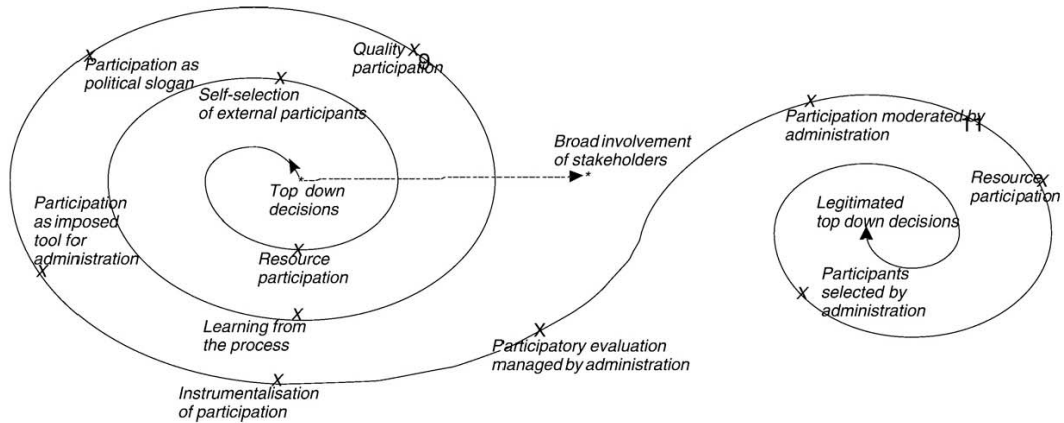 Participation as
political slogan
Quality
participation
9
Self-selection
of external participants
Top down
decisions
Broad involvement
of stakeholders
Participation
as imposed
tool for
administration
Resource
participation
Learning from
the process
Instrumentalisation
of participation
Participatory evaluation
managed by administration
Participation moderated by
administration
11
Resource
participation
Legitimated
top down decisions
Participants
selected by
administration